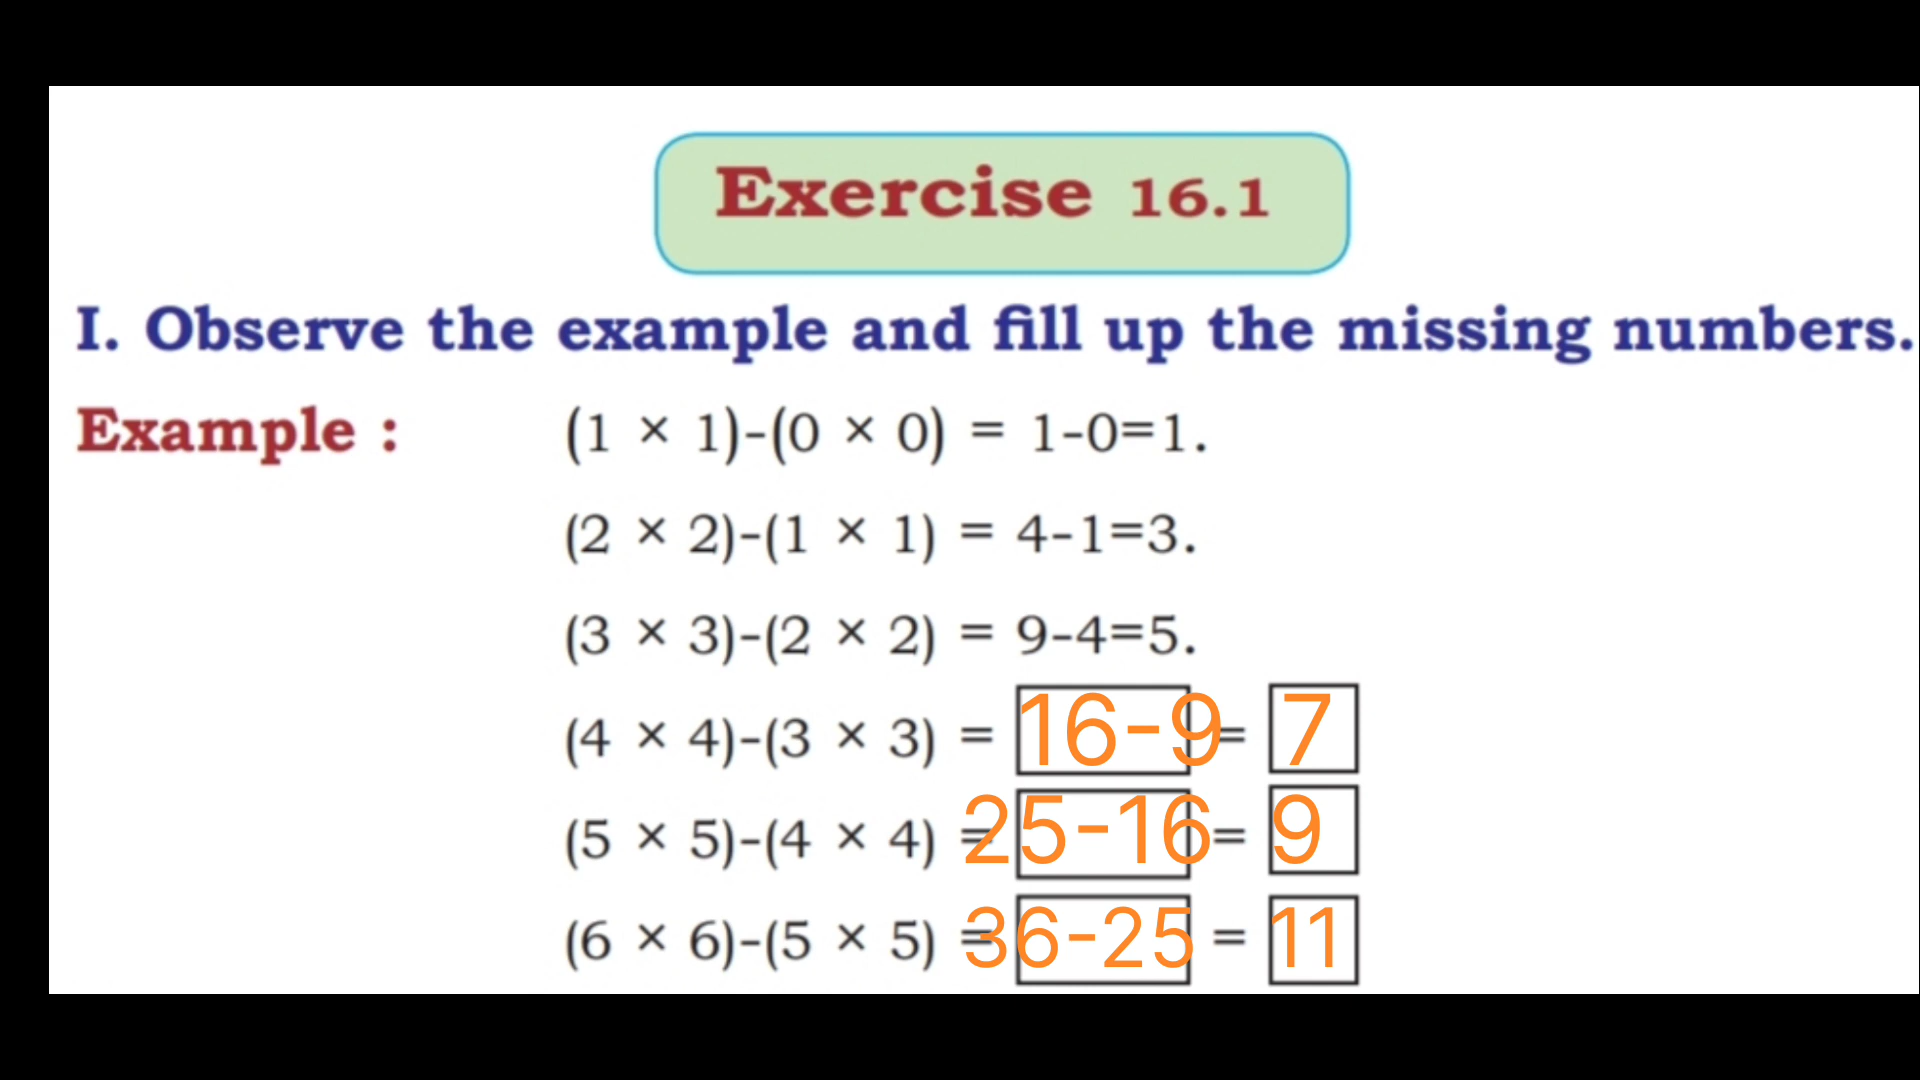 Exercise 16.1
I. Observe the example and fill up the missing numbers.
Example : (1 × 1)-(0 × 0) = 1-0=1.
(2 × 2)-(1 × 1) = 4-1=3.
(3 × 3)-(2 × 2) = 9-4=5.
(4 × 4)-(3 × 3) = 16-9 = 7
(5 × 5)-(4 × 4) = 25-16 = 9
(6 × 6)-(5 × 5) = 36-25 = 11